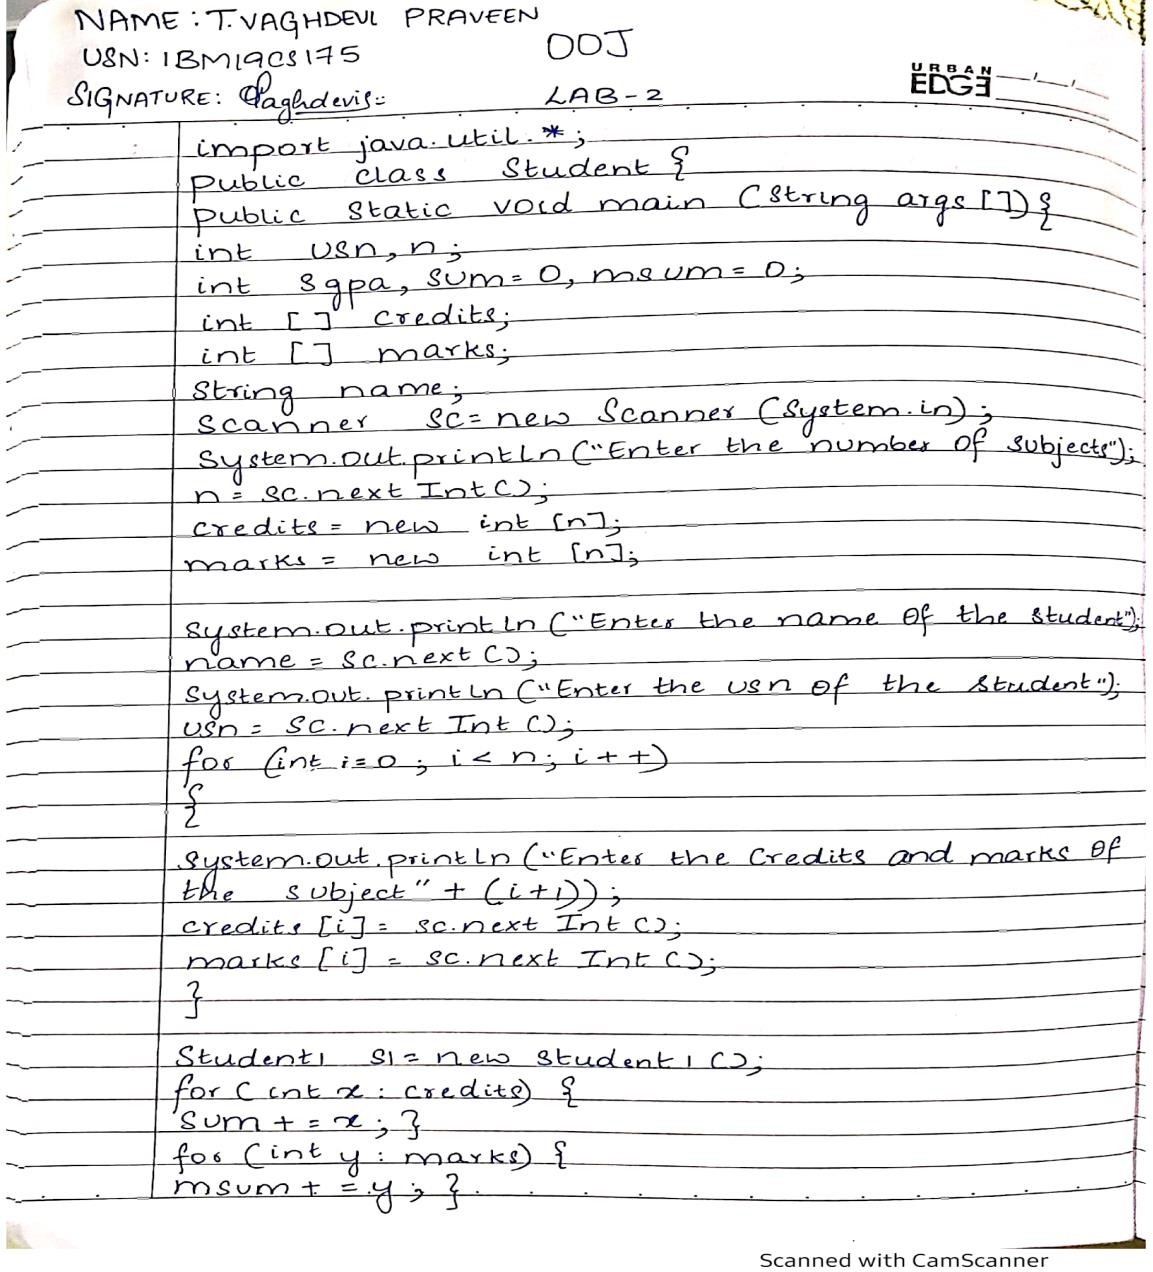 NAME : T. VAGHDEVI PRAVEEN
USN: 1BM19CS175
OOJ
URBAN
EDGE
SIGNATURE: Vaghdevis
LAB-2
import java.util.*;
public class Student {
public static void main (String args[]){
int usn, n;
int sgpa, sum=0, msum=0;
int [] credits;
int [] marks;
String name;
Scanner sc= new Scanner (System.in);
System.out.println("Enter the number of subjects");
n = sc.next Int();
credits = new int [n];
marks = new int [n];
System.out.println("Enter the name of the student");
name = sc.next ();
System.out.println("Enter the usn of the student");
usn = sc.next Int ();
for (int i=0; i<n; i++)
{
System.out.println("Enter the credits and marks of
the subject" + (i+1));
credits [i] = sc.next Int ();
marks [i] = sc.next Int ();
}
Student1 s1 = new Student1 ();
for ( int x : credits) {
sum += x; }
for (int y : marks) {
msum += y; }
Scanned with CamScanner